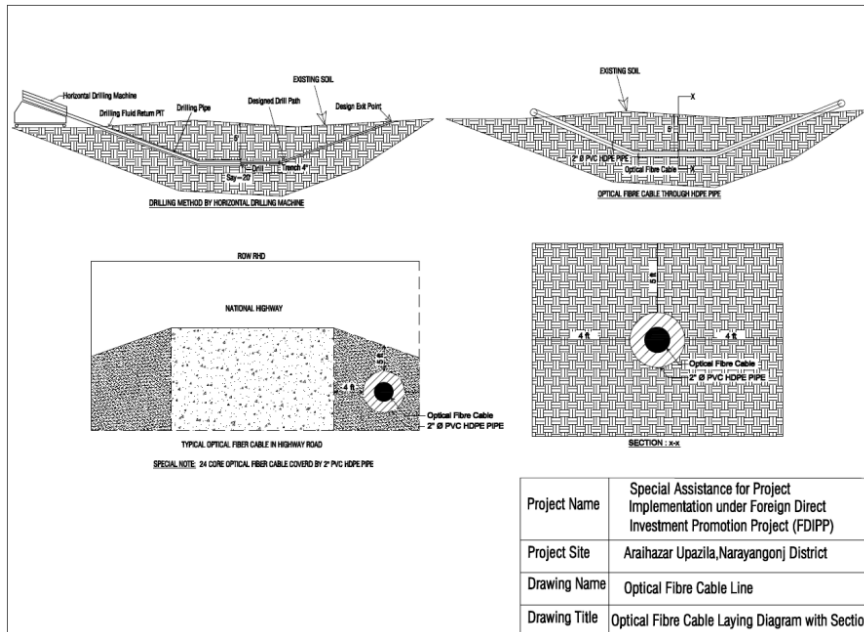 Horizontal Drilling Machine
Drilling Fluid Return PIT
Drilling Pipe
EXISTING SOIL
Designed Drill Path
Design Exit Point
Drill
Trench 4"
Say---20'
DRILLING METHOD BY HORIZONTAL DRILLING MACHINE
EXISTING SOIL
X
2" Ø PVC HDPE PIPE
Optical Fibre Cable
X
OPTICAL FIBRE CABLE THROUGH HDPE PIPE
ROW RHD
NATIONAL HIGHWAY
4 ft
Optical Fibre Cable
2" Ø PVC HDPE PIPE
TYPICAL OPTICAL FIBER CABLE IN HIGHWAY ROAD
SPECIAL NOTE: 24 CORE OPTICAL FIBER CABLE COVERD BY 2" PVC HDPE PIPE
4 ft
4 ft
Optical Fibre Cable
2" Ø PVC HDPE PIPE
SECTION : x-x
Project Name
Special Assistance for Project
Implementation under Foreign Direct
Investment Promotion Project (FDIPP)
Project Site
Araihazar Upazila,Narayangonj District
Drawing Name
Optical Fibre Cable Line
Drawing Title
Optical Fibre Cable Laying Diagram with Sectio